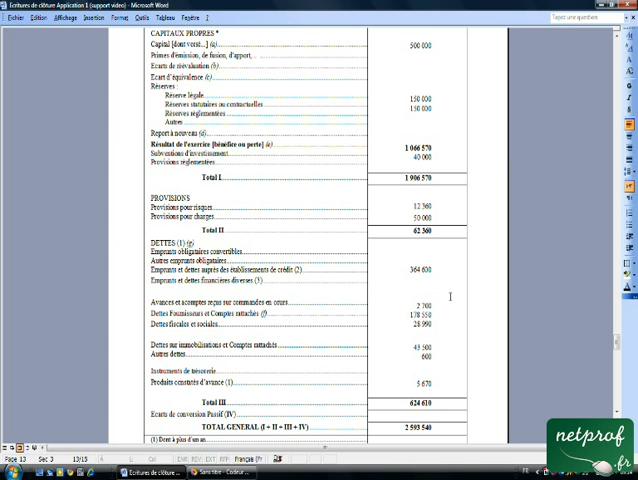 Ecritures de clôture Application 1 (support video) - Microsoft Word
Fichier Edition Affichage Insertion Format Outils Tableau Fenêtre ? Tapez une question
CAPITAUX PROPRES *
Capital [dont versé...] (a) 500 000
Primes d'émission, de fusion, d'apport, .
Ecarts de réévaluation (b)
Ecart d'équivalence (c)
Réserves :
Réserve légale 150 000
Réserves statutaires ou contractuelles 150 000
Réserves réglementées
Autres
Report à nouveau (d)
Résultat de l'exercice [bénéfice ou perte] (e) 1 066 570
Subventions d'investissement 40 000
Provisions réglementées
Total I 1 906 570
PROVISIONS
Provisions pour risques 12 360
Provisions pour charges 50 000
Total II 62 360
DETTES (1) (g)
Emprunts obligataires convertibles
Autres emprunts obligataires
Emprunts et dettes auprès des établissements de crédit (2) 364 600
Emprunts et dettes financières diverses (3)
Avances et acomptes reçus sur commandes en cours 2 700
Dettes Fournisseurs et Comptes rattachés (f) 178 550
Dettes fiscales et sociales 28 990
Dettes sur immobilisations et Comptes rattachés 43 500
Autres dettes 600
Instruments de trésorerie
Produits constatés d'avance (1) 5 670
Total III 624 610
Ecarts de conversion Passif (IV)
TOTAL GENERAL (I + II + III + IV) 2 593 540
(1) Dont à plus d'un an
Page 13 Sec 3 13/15 ENR REV EXT RFP Français (Fr
Ecritures de clôture ... Sans titre - Codeur ... FR
netprof
.fr